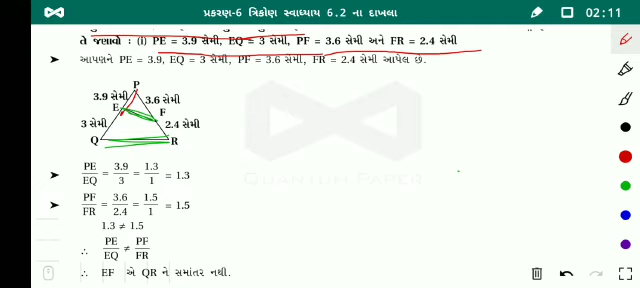 પ્રકરણ-6 ત્રિકોણ સ્વાધ્યાય 6.2 ના દાખલા
02:11
તે જણાવો : (i) PE = 3.9 સેમી, EQ = 3 સેમી, PF = 3.6 સેમી અને FR = 2.4 સેમી
➤ આપણને PE = 3.9, EQ = 3 સેમી, PF = 3.6 સેમી, FR = 2.4 સેમી આપેલ છે.
P
3.9 સેમી 3.6 સેમી
E F
3 સેમી 2.4 સેમી
Q R
➤ PE/EQ = 3.9/3 = 1.3/1 = 1.3
➤ PF/FR = 3.6/2.4 = 1.5/1 = 1.5
1.3 ≠ 1.5
∴ PE/EQ ≠ PF/FR
∴ EF એ QR ને સમાંતર નથી.
QUANTUM PAPER